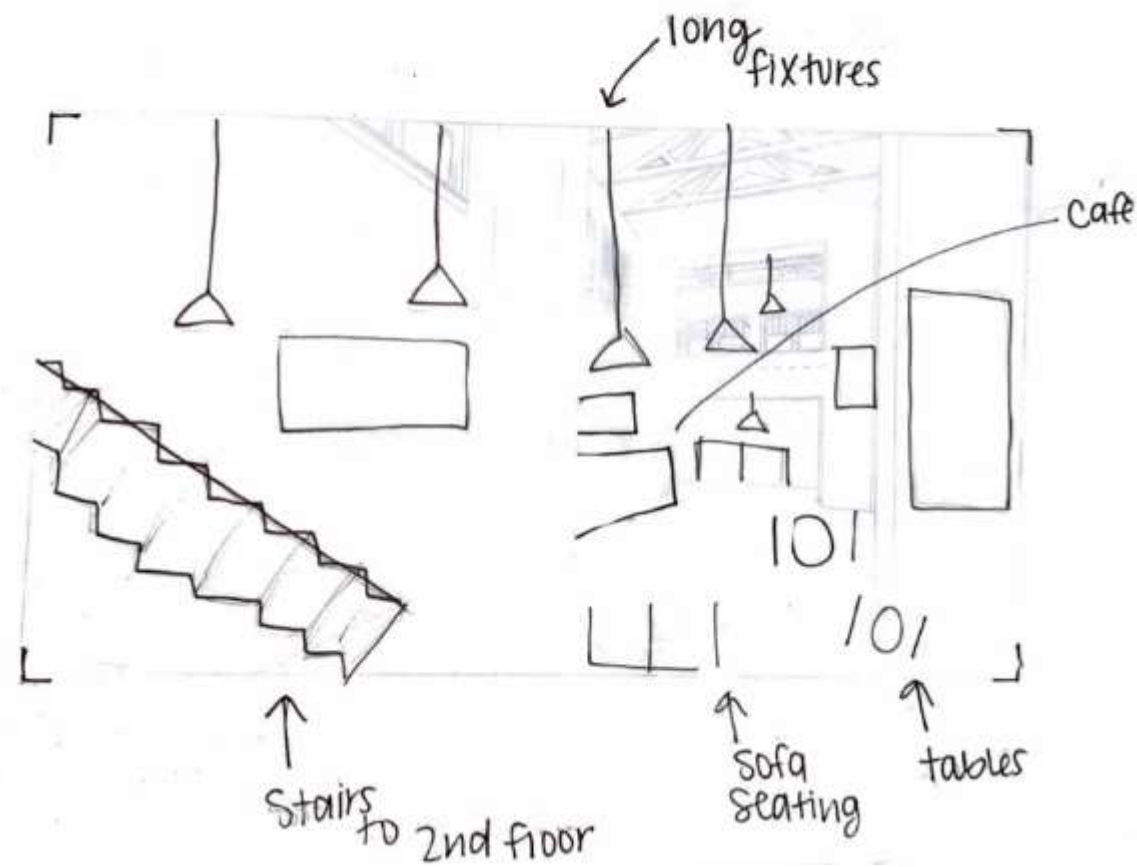 long
fixtures
cafe
Stairs
to 2nd floor
sofa
seating
tables